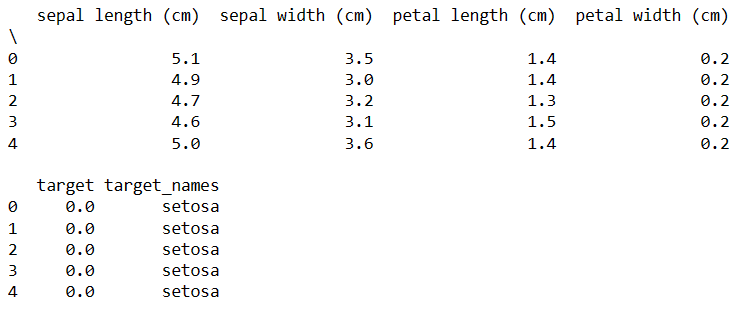 sepal length (cm)  sepal width (cm)  petal length (cm)  petal width (cm)
\
0                5.1               3.5                1.4               0.2
1                4.9               3.0                1.4               0.2
2                4.7               3.2                1.3               0.2
3                4.6               3.1                1.5               0.2
4                5.0               3.6                1.4               0.2
target target_names
0     0.0       setosa
1     0.0       setosa
2     0.0       setosa
3     0.0       setosa
4     0.0       setosa